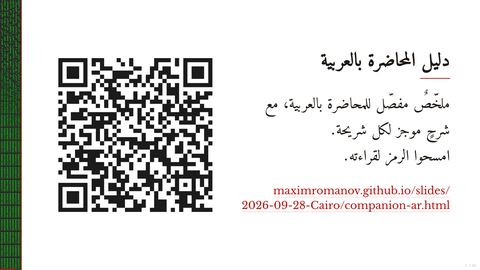 دليل المحاضرة بالعربية
ملخّصٌ مفصّل للمحاضرة بالعربية، مع
شرحٍ موجز لكل شريحة.
امسحوا الرمز لقراءته.
maximromanov.github.io/slides/
2026-09-28-Cairo/companion-ar.html